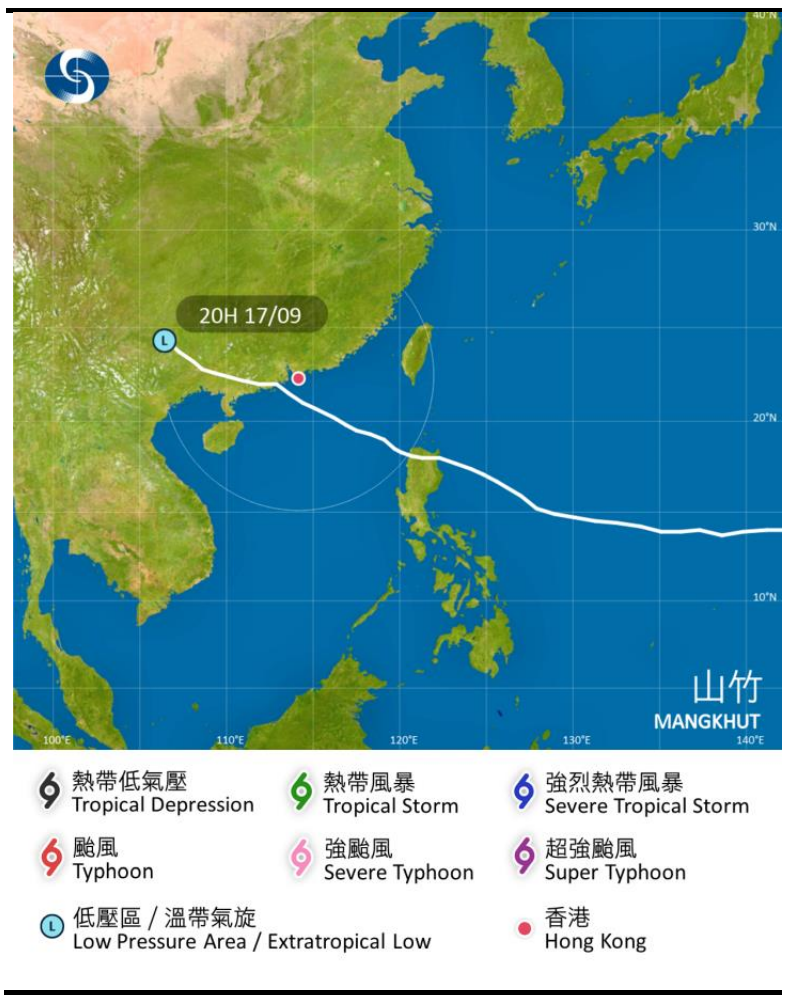 40°N
20H 17/09
L
30°N
20°N
10°N
山竹
MANGKHUT
100°E 110°E 120°E 130°E 140°E
熱帶低氣壓 熱帶風暴 強烈熱帶風暴
Tropical Depression Tropical Storm Severe Tropical Storm
颱風 強颱風 超強颱風
Typhoon Severe Typhoon Super Typhoon
低壓區 / 溫帶氣旋 香港
L Low Pressure Area / Extratropical Low Hong Kong